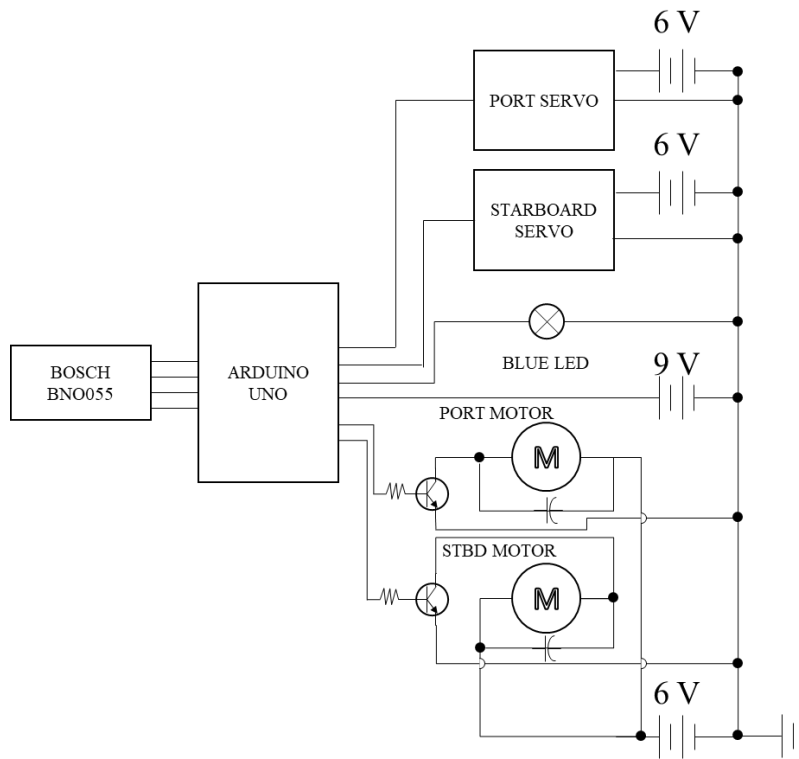 6 V
PORT SERVO
6 V
STARBOARD
SERVO
BLUE LED
9 V
BOSCH
BNO055
ARDUINO
UNO
PORT MOTOR
M
STBD MOTOR
M
6 V